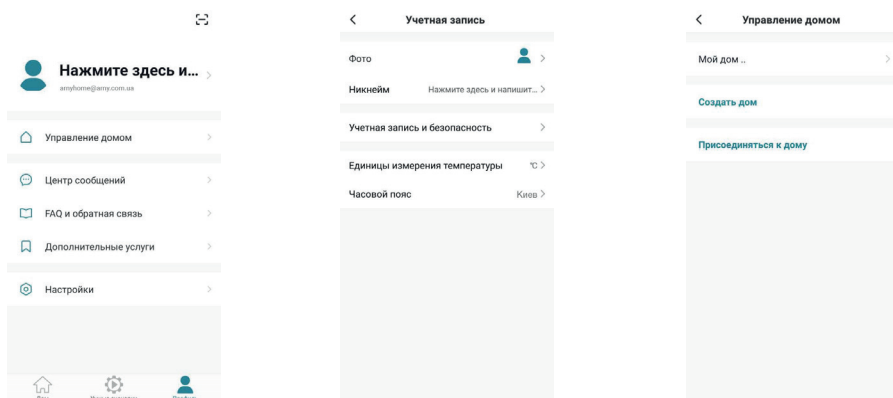 Нажмите здесь и...
amyhome@amy.com.ua
Управление домом
Центр сообщений
FAQ и обратная связь
Дополнительные услуги
Настройки
Учетная запись
Фото
Никнейм Нажмите здесь и напишит...
Учетная запись и безопасность
Единицы измерения температуры °C
Часовой пояс Киев
Управление домом
Мой дом ..
Создать дом
Присоединяться к дому